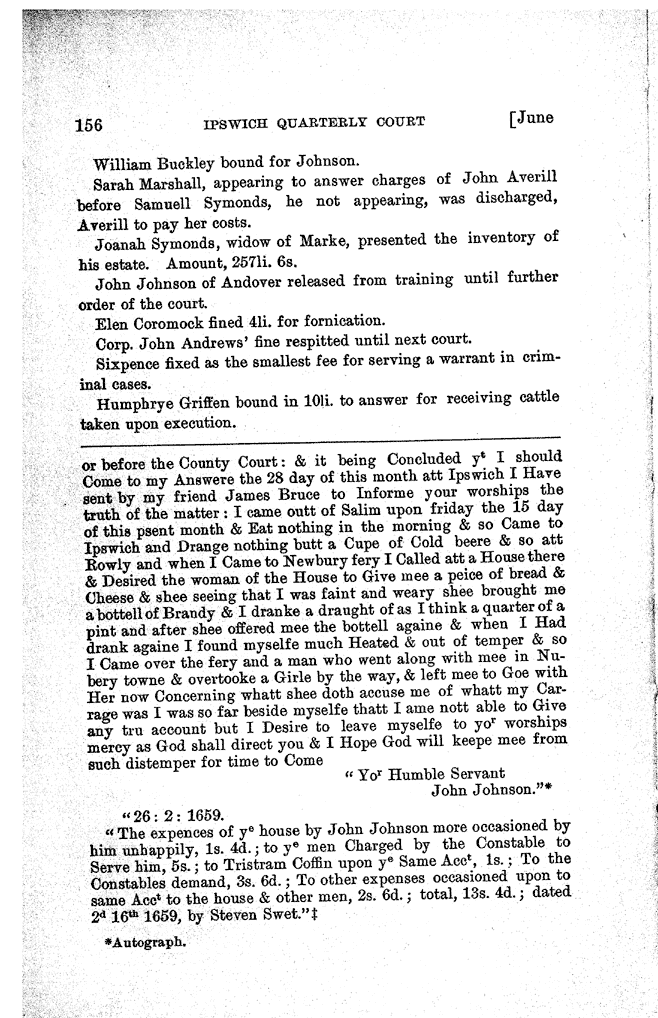 156 IPSWICH QUARTERLY COURT [June
William Buckley bound for Johnson.
Sarah Marshall, appearing to answer charges of John Averill
before Samuell Symonds, he not appearing, was discharged,
Averill to pay her costs.
Joanah Symonds, widow of Marke, presented the inventory of
his estate. Amount, 257li. 6s.
John Johnson of Andover released from training until further
order of the court.
Elen Coromock fined 4li. for fornication.
Corp. John Andrews' fine respitted until next court.
Sixpence fixed as the smallest fee for serving a warrant in crim-
inal cases.
Humphrye Griffen bound in 10li. to answer for receiving cattle
taken upon execution.
or before the County Court: & it being Concluded yᵗ I should
Come to my Answere the 28 day of this month att Ipswich I Have
sent by my friend James Bruce to Informe your worships the
truth of the matter: I came outt of Salim upon friday the 15 day
of this psent month & Eat nothing in the morning & so Came to
Ipswich and Drange nothing butt a Cupe of Cold beere & so att
Rowly and when I Came to Newbury fery I Called att a House there
& Desired the woman of the House to Give mee a peice of bread &
Cheese & shee seeing that I was faint and weary shee brought me
a bottell of Brandy & I dranke a draught of as I think a quarter of a
pint and after shee offered mee the bottell againe & when I Had
drank againe I found myselfe much Heated & out of temper & so
I Came over the fery and a man who went along with mee in Nu-
bery towne & overtooke a Girle by the way, & left mee to Goe with
Her now Concerning whatt shee doth accuse me of whatt my Car-
rage was I was so far beside myselfe thatt I ame nott able to Give
any tru account but I Desire to leave myselfe to yoʳ worships
mercy as God shall direct you & I Hope God will keepe mee from
such distemper for time to Come
"Yoʳ Humble Servant
John Johnson."*
"26: 2: 1659.
"The expences of yᵉ house by John Johnson more occasioned by
him unhappily, 1s. 4d.; to yᵉ men Charged by the Constable to
Serve him, 5s.; to Tristram Coffin upon yᵉ Same Accᵗ, 1s.; To the
Constables demand, 3s. 6d.; To other expenses occasioned upon to
same Accᵗ to the house & other men, 2s. 6d.; total, 13s. 4d.; dated
2ᵈ 16ᵗʰ 1659, by Steven Swet."‡
*Autograph.